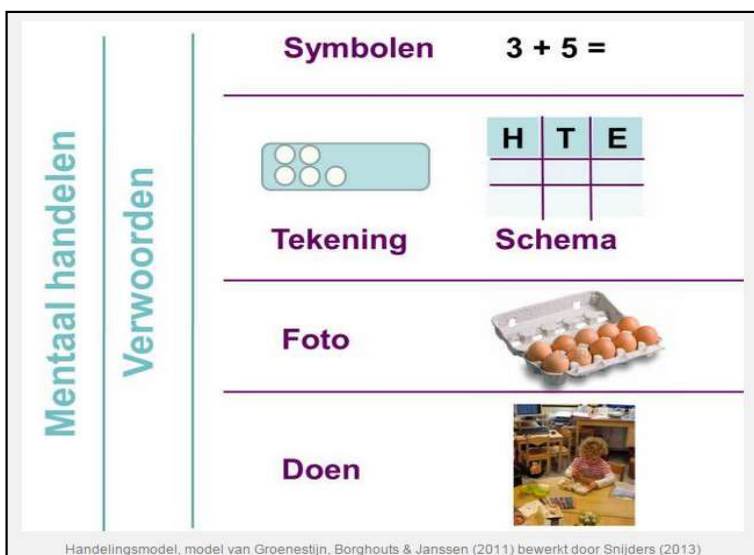 Mentaal handelen
Verwoorden
Symbolen 3 + 5 =
H T E
Tekening Schema
Foto
Doen
Handelingsmodel, model van Groenestijn, Borghouts & Janssen (2011) bewerkt door Snijders (2013)